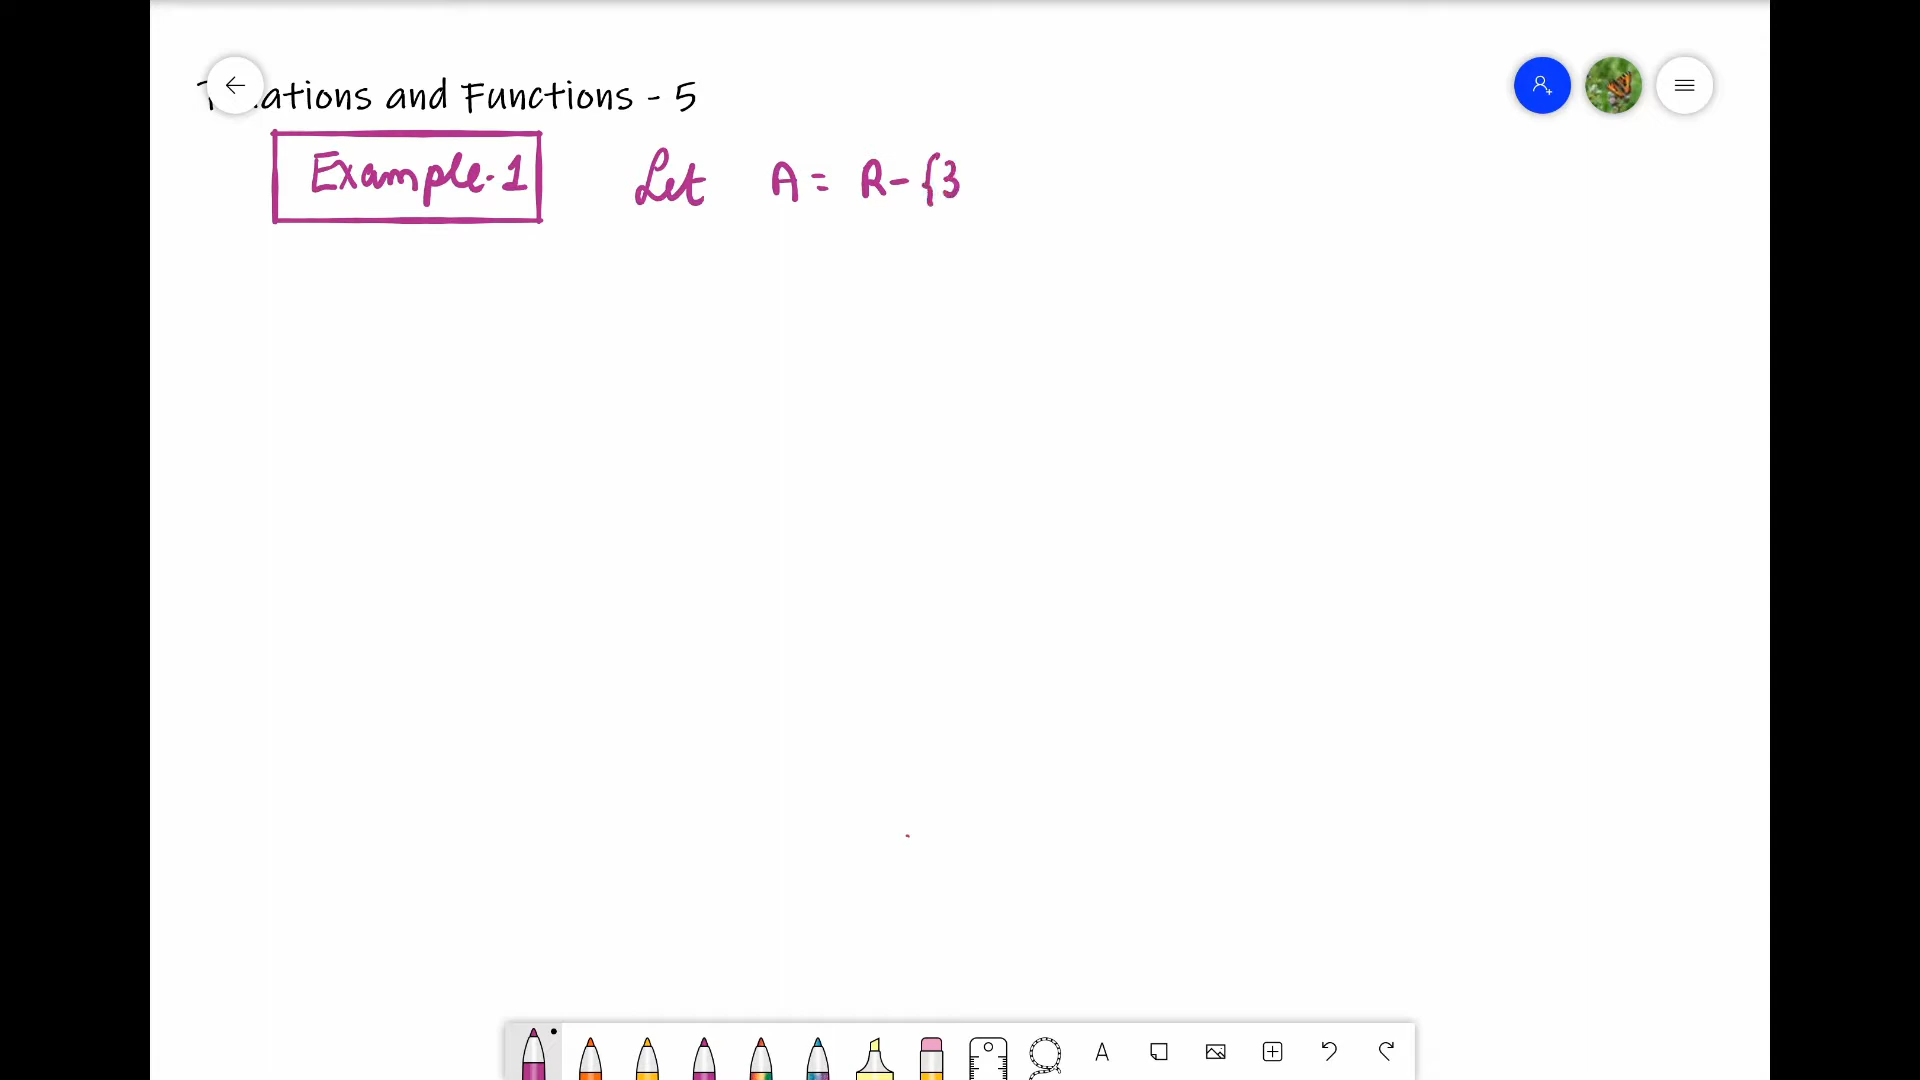 ations and Functions - 5
Example-1 Let A = R - {3